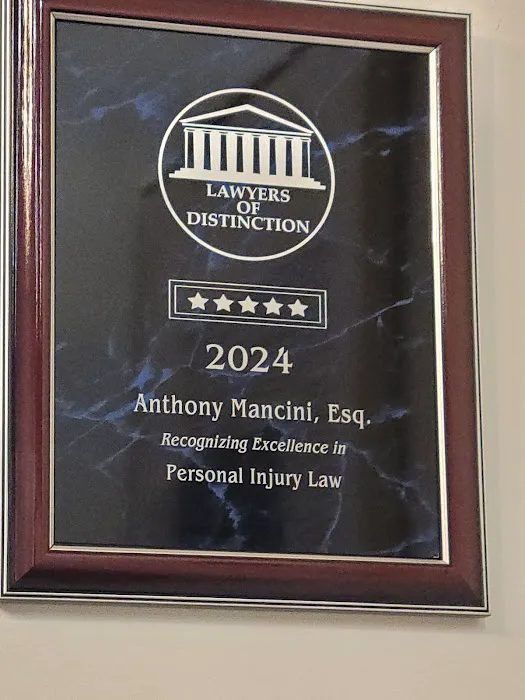 LAWYERS
OF
DISTINCTION
2024
Anthony Mancini, Esq.
Recognizing Excellence in
Personal Injury Law